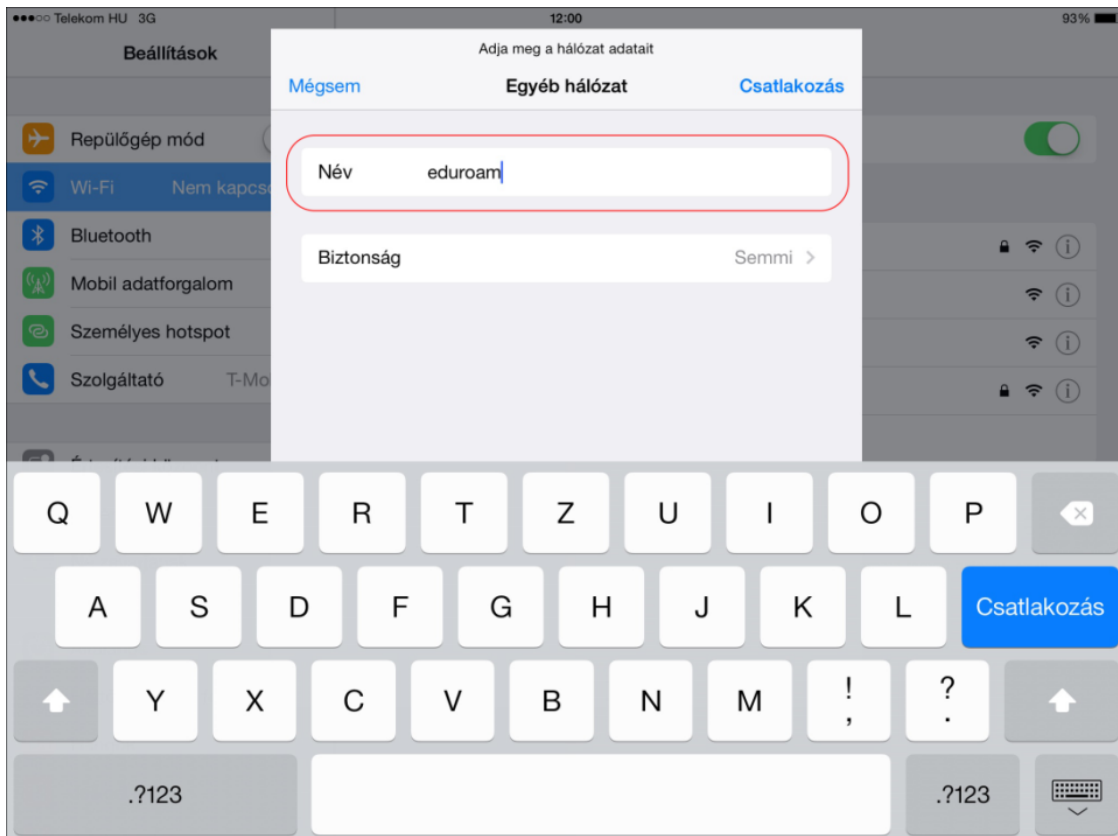 Telekom HU 3G 12:00 93%
Beállítások
Adja meg a hálózat adatait
Mégsem Egyéb hálózat Csatlakozás
Repülőgép mód
Név eduroam
Wi-Fi Nem kapcso
Bluetooth
Biztonság Semmi
Mobil adatforgalom
Személyes hotspot
Szolgáltató T-Mo
Q W E R T Z U I O P
A S D F G H J K L Csatlakozás
Y X C V B N M ! , ? .
.?123 .?123